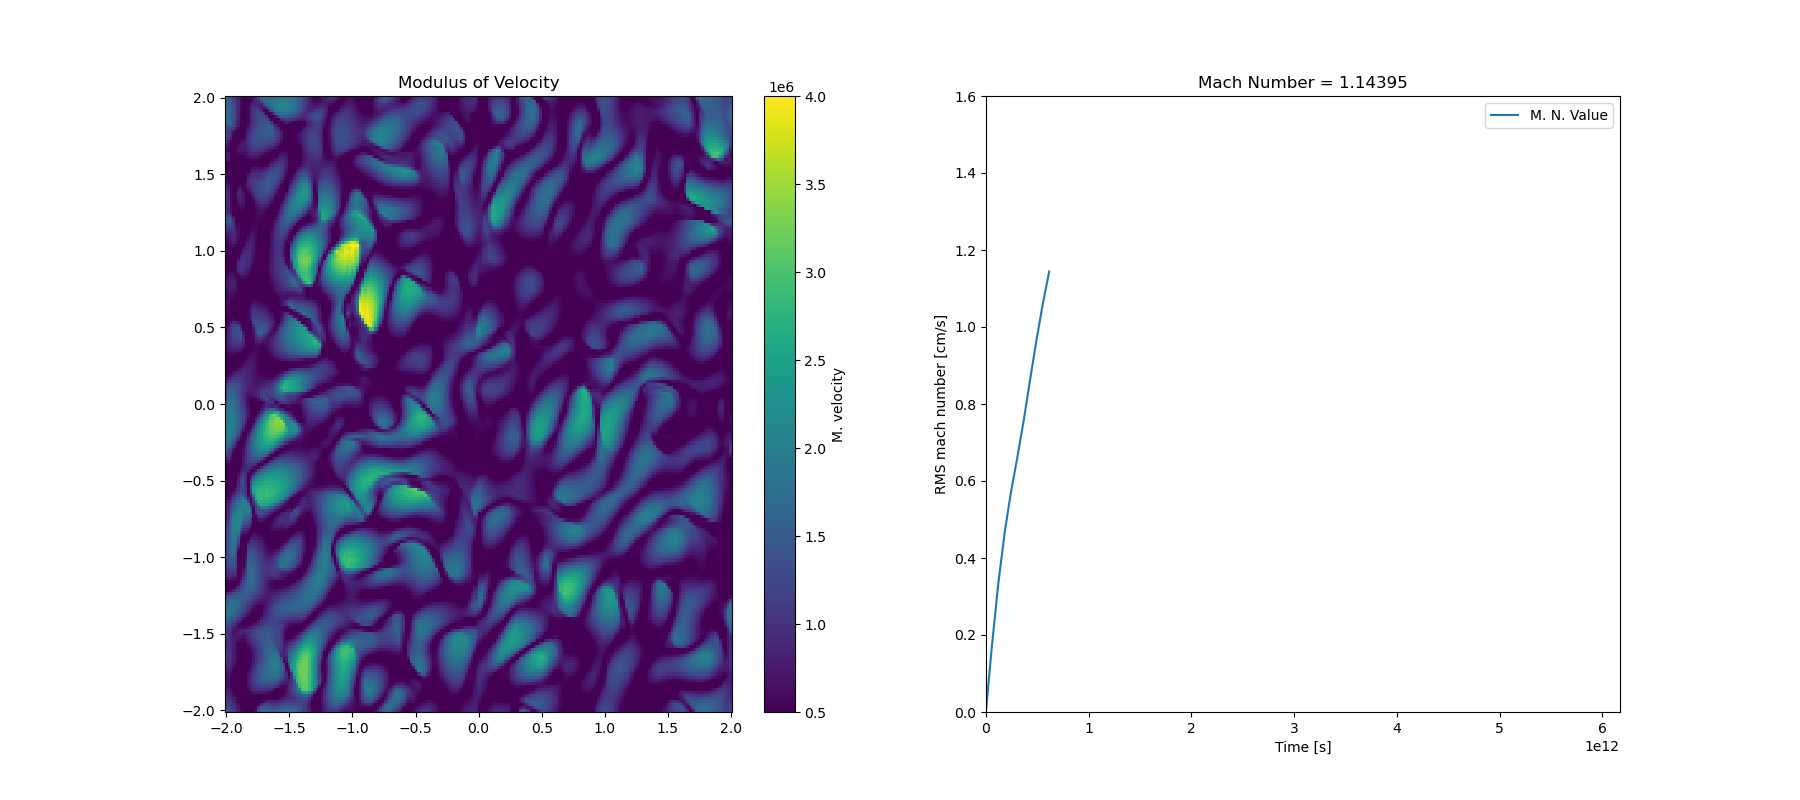 Modulus of Velocity
2.0
1.5
1.0
0.5
0.0
−0.5
−1.0
−1.5
−2.0
−2.0 −1.5 −1.0 −0.5 0.0 0.5 1.0 1.5 2.0
1e6
4.0
3.5
3.0
2.5
2.0
1.5
1.0
0.5
M. velocity
Mach Number = 1.14395
M. N. Value
RMS mach number [cm/s]
1.6
1.4
1.2
1.0
0.8
0.6
0.4
0.2
0.0
0 1 2 3 4 5 6
1e12
Time [s]